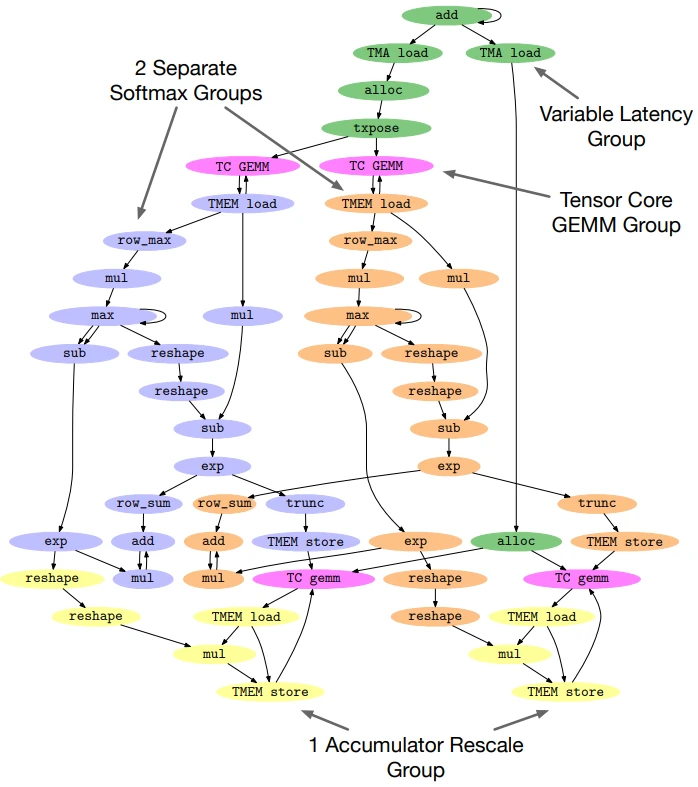 add
TMA load
TMA load
2 Separate
Softmax Groups
alloc
Variable Latency
Group
txpose
TC GEMM
TC GEMM
Tensor Core
GEMM Group
TMEM load
TMEM load
row_max
row_max
mul
mul
mul
max
mul
max
sub
reshape
sub
reshape
reshape
reshape
sub
sub
exp
exp
row_sum
row_sum
trunc
trunc
exp
add
add
TMEM store
exp
alloc
TMEM store
reshape
mul
mul
TC gemm
reshape
TC gemm
reshape
TMEM load
reshape
TMEM load
mul
mul
TMEM store
TMEM store
1 Accumulator Rescale
Group